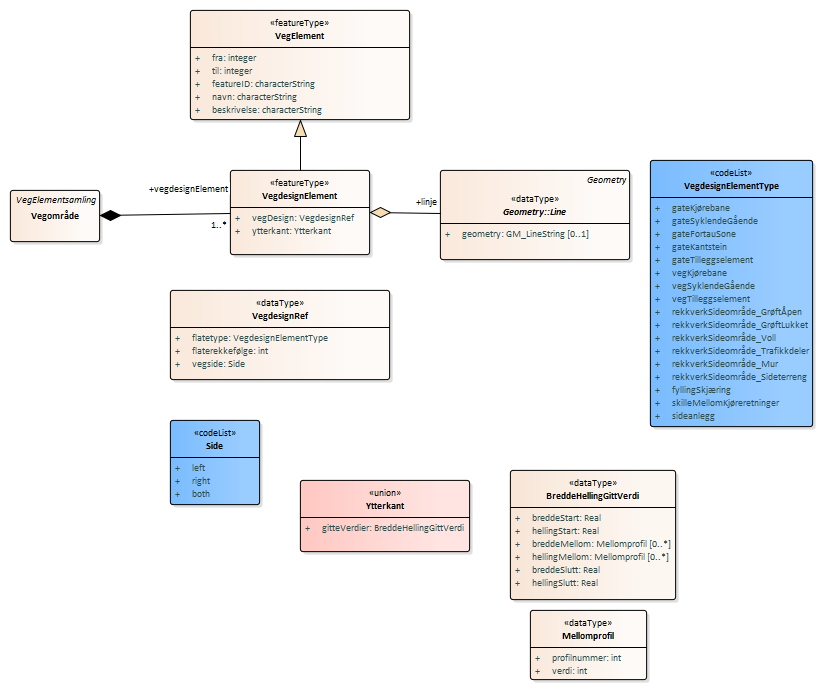 «featureType»
VegElement
+ fra: integer
+ til: integer
+ featureID: characterString
+ navn: characterString
+ beskrivelse: characterString
VegElementsamling
Vegområde
+vegdesignElement
1..*
«featureType»
VegdesignElement
+ vegDesign: VegdesignRef
+ ytterkant: Ytterkant
+linje
Geometry
«dataType»
Geometry::Line
+ geometry: GM_LineString [0..1]
«codeList»
VegdesignElementType
+ gateKjørebane
+ gateSyklendeGående
+ gateFortauSone
+ gateKantstein
+ gateTilleggselement
+ vegKjørebane
+ vegSyklendeGående
+ vegTilleggselement
+ rekkverkSideområde_GrøftÅpen
+ rekkverkSideområde_GrøftLukket
+ rekkverkSideområde_Voll
+ rekkverkSideområde_Trafikkdeler
+ rekkverkSideområde_Mur
+ rekkverkSideområde_Sideterreng
+ fyllingSkjæring
+ skilleMellomKjøreretninger
+ sideanlegg
«dataType»
VegdesignRef
+ flatetype: VegdesignElementType
+ flaterekkefølge: int
+ vegside: Side
«codeList»
Side
+ left
+ right
+ both
«union»
Ytterkant
+ gitteVerdier: BreddeHellingGittVerdi
«dataType»
BreddeHellingGittVerdi
+ breddeStart: Real
+ hellingStart: Real
+ breddeMellom: Mellomprofil [0..*]
+ hellingMellom: Mellomprofil [0..*]
+ breddeSlutt: Real
+ hellingSlutt: Real
«dataType»
Mellomprofil
+ profilnummer: int
+ verdi: int